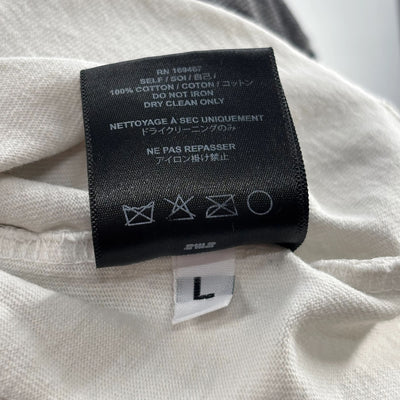 RN 169467
SELF / SOI / 自己 /
100% COTTON / COTON / コットン
DO NOT IRON
DRY CLEAN ONLY
NETTOYAGE À SEC UNIQUEMENT
ドライクリーニングのみ
NE PAS REPASSER
アイロン掛け禁止
L